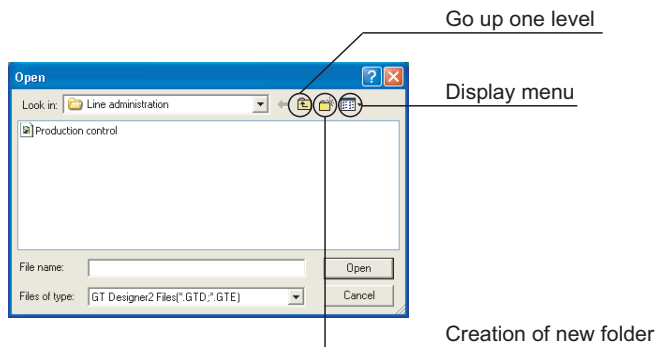 Go up one level
Open
Look in: Line administration
Display menu
Production control
File name:
Open
Files of type: GT Designer2 Files(*.GTD;*.GTE)
Cancel
Creation of new folder